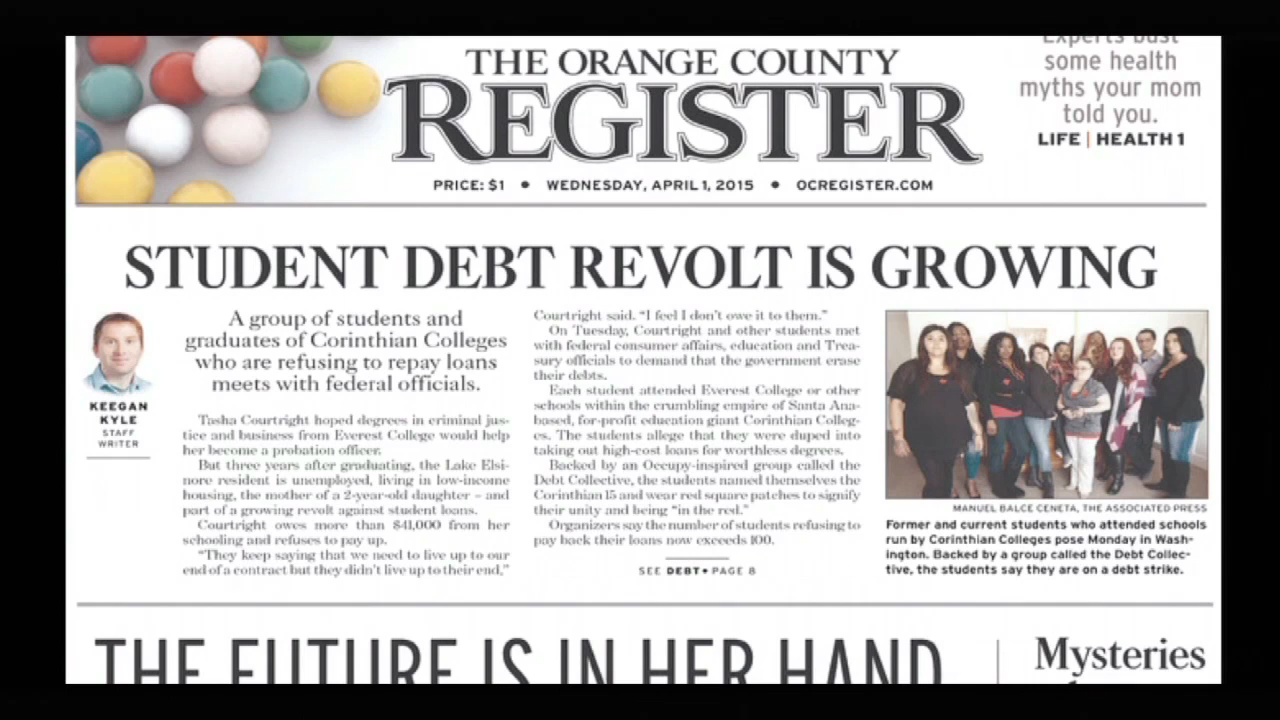 Experts bust
some health
myths your mom
told you.
LIFE | HEALTH 1
THE ORANGE COUNTY
REGISTER
PRICE: $1 • WEDNESDAY, APRIL 1, 2015 • OCREGISTER.COM
STUDENT DEBT REVOLT IS GROWING
KEEGAN
KYLE
STAFF
WRITER
A group of students and
graduates of Corinthian Colleges
who are refusing to repay loans
meets with federal officials.
Tasha Courtright hoped degrees in criminal jus-
tice and business from Everest College would help
her become a probation officer.
But three years after graduating, the Lake Elsi-
nore resident is unemployed, living in low-income
housing, the mother of a 2-year-old daughter – and
part of a growing revolt against student loans.
Courtright owes more than $41,000 from her
schooling and refuses to pay up.
“They keep saying that we need to live up to our
end of a contract but they didn’t live up to their end,”
Courtright said. “I feel I don’t owe it to them.”
On Tuesday, Courtright and other students met
with federal consumer affairs, education and Trea-
sury officials to demand that the government erase
their debts.
Each student attended Everest College or other
schools within the crumbling empire of Santa Ana-
based, for-profit education giant Corinthian Colleg-
es. The students allege that they were duped into
taking out high-cost loans for worthless degrees.
Backed by an Occupy-inspired group called the
Debt Collective, the students named themselves the
Corinthian 15 and wear red square patches to signify
their unity and being “in the red.”
Organizers say the number of students refusing to
pay back their loans now exceeds 100.
SEE DEBT • PAGE 8
MANUEL BALCE CENETA, THE ASSOCIATED PRESS
Former and current students who attended schools
run by Corinthian Colleges pose Monday in Wash-
ington. Backed by a group called the Debt Collec-
tive, the students say they are on a debt strike.
THE FUTURE IS IN HER HAND
Mysteries